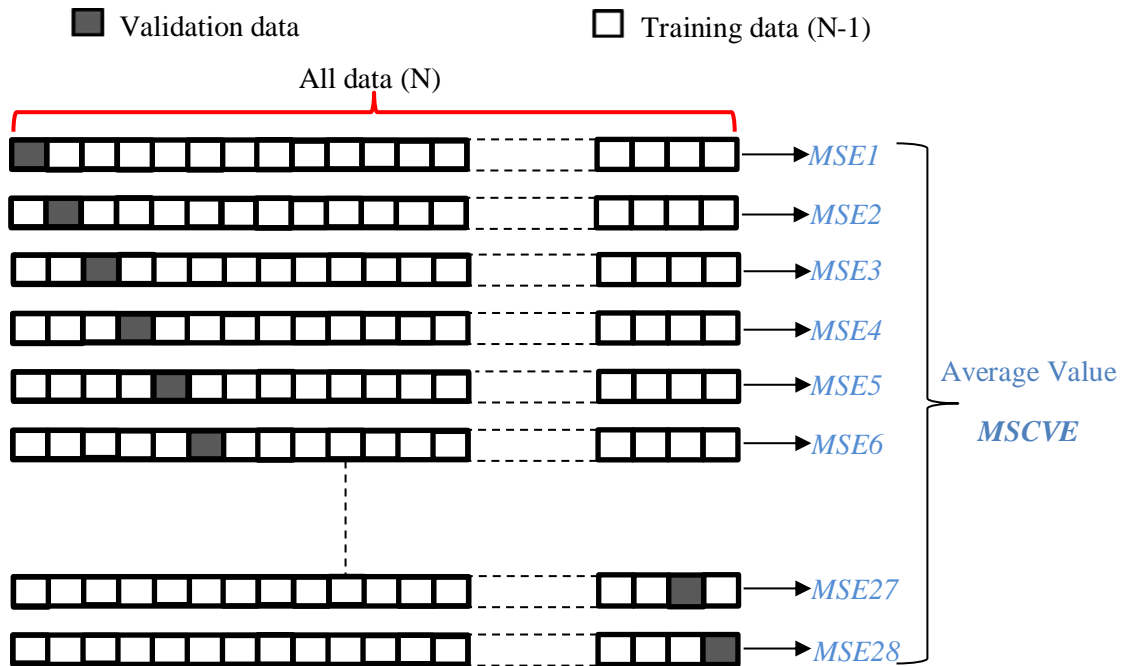 Validation data
Training data (N-1)
All data (N)
MSE1
MSE2
MSE3
MSE4
MSE5
Average Value
MSCVE
MSE6
MSE27
MSE28